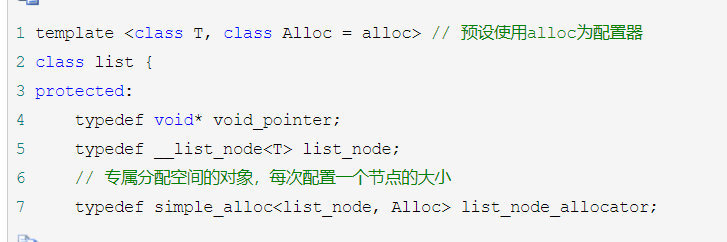 1 template <class T, class Alloc = alloc> // 预设使用alloc为配置器
2 class list {
3 protected:
4     typedef void* void_pointer;
5     typedef __list_node<T> list_node;
6     // 专属分配空间的对象，每次配置一个节点的大小
7     typedef simple_alloc<list_node, Alloc> list_node_allocator;